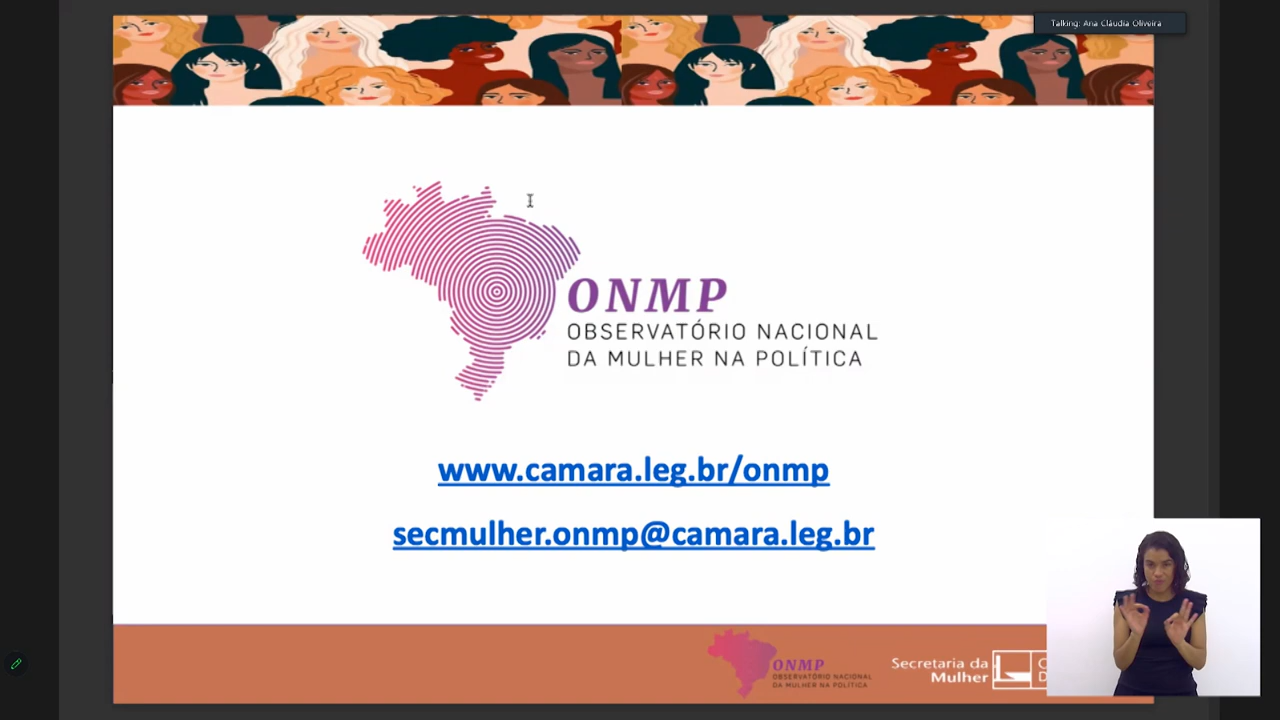 Talking: Ana Cláudia Oliveira
ONMP
OBSERVATÓRIO NACIONAL
DA MULHER NA POLÍTICA
www.camara.leg.br/onmp
secmulher.onmp@camara.leg.br
ONMP
OBSERVATÓRIO NACIONAL
DA MULHER NA POLÍTICA
Secretaria da
Mulher